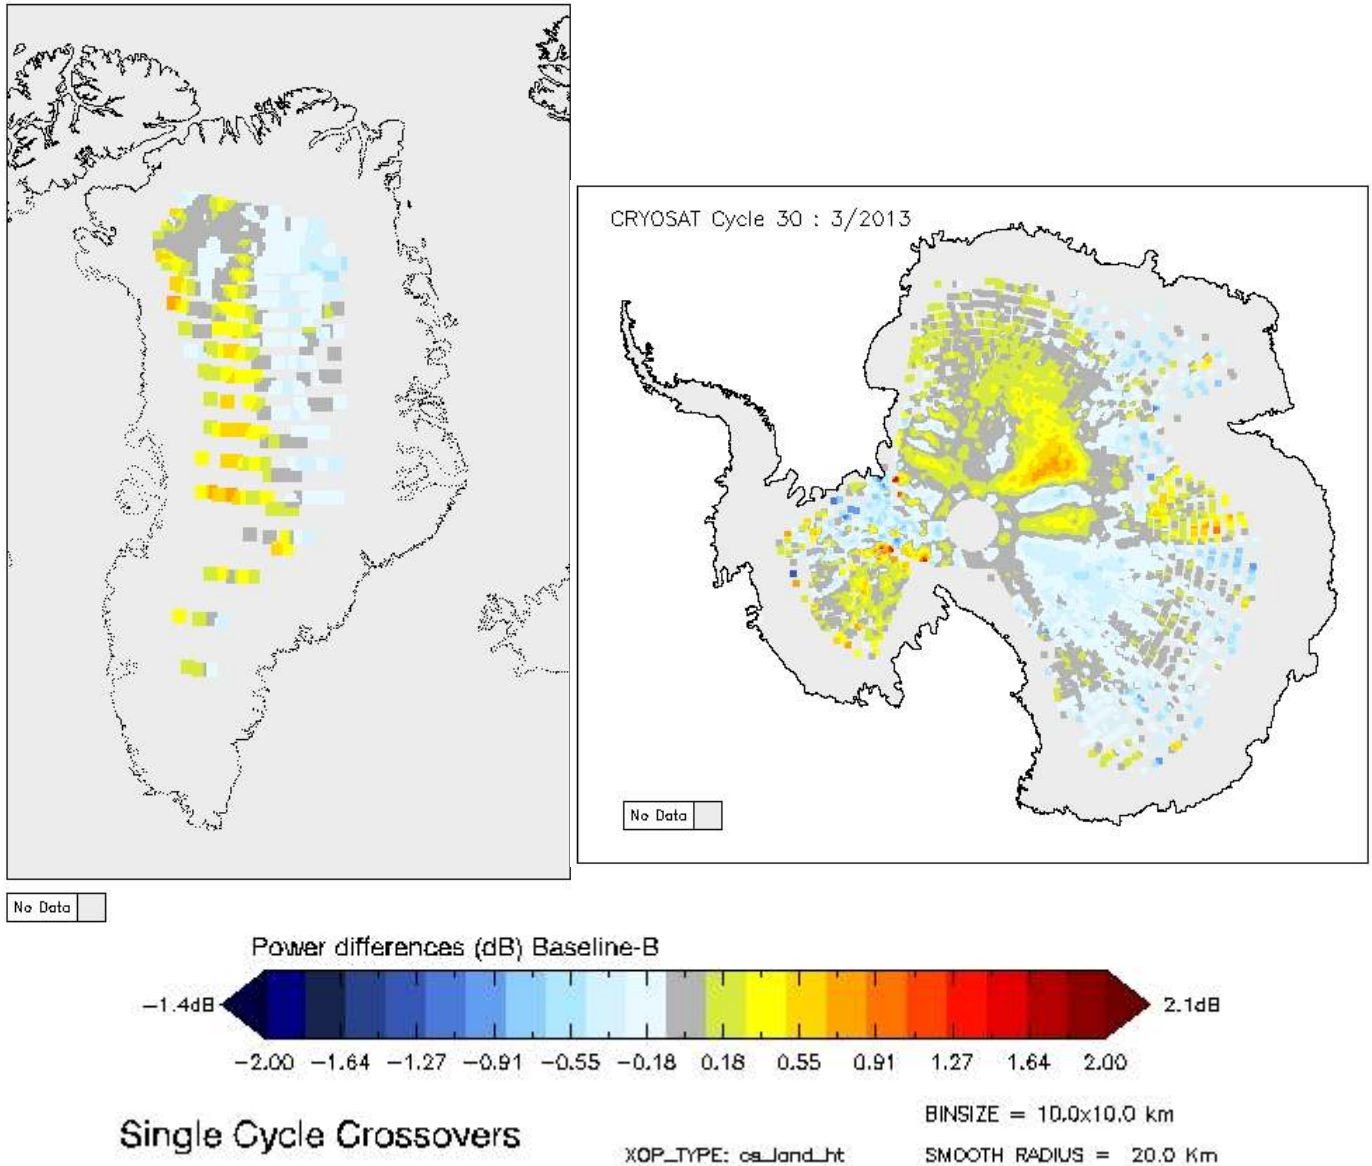 CRYOSAT Cycle 30 : 3/2013
No Data
No Data
Power differences (dB) Baseline-B
−1.4dB
2.1dB
−2.00 −1.64 −1.27 −0.91 −0.55 −0.18 0.18 0.55 0.91 1.27 1.64 2.00
Single Cycle Crossovers
BINSIZE = 10.0x10.0 km
XOP_TYPE: cs_land_ht
SMOOTH RADIUS = 20.0 Km